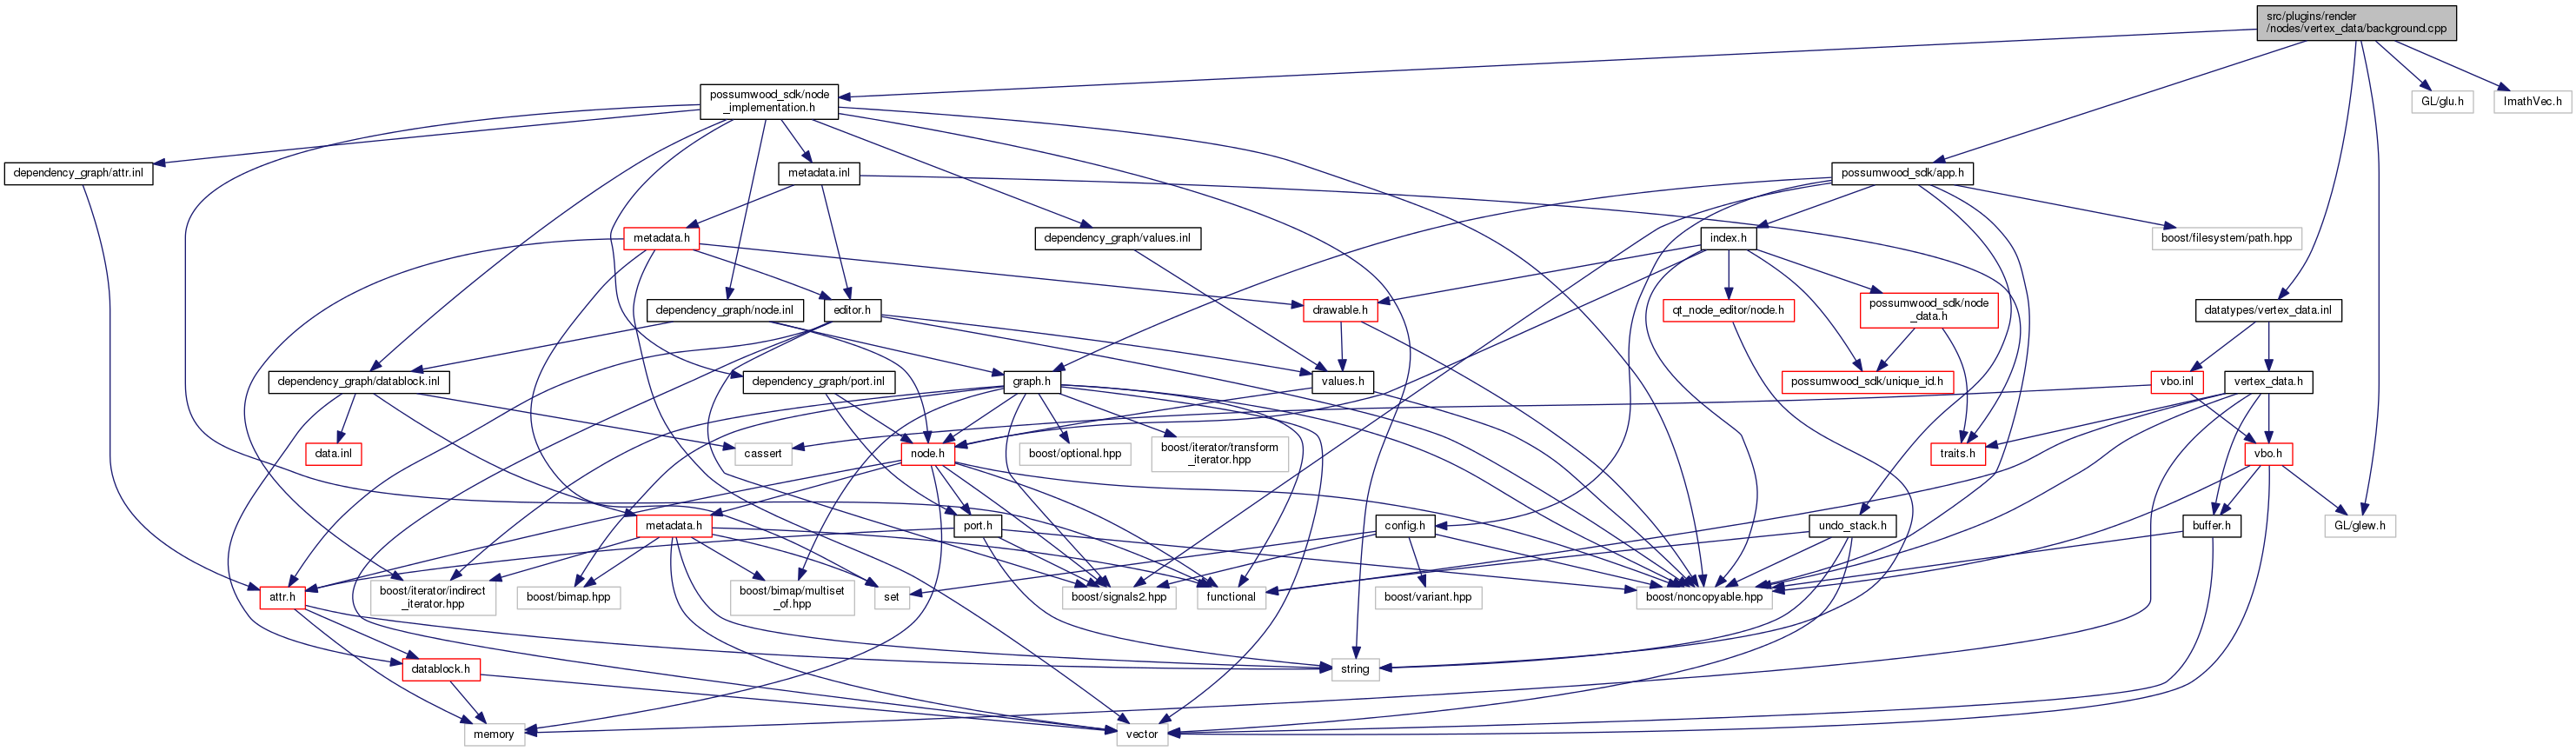 src/plugins/render
/nodes/vertex_data/background.cpp
possumwood_sdk/node
_implementation.h
GL/glu.h
ImathVec.h
dependency_graph/attr.inl
metadata.inl
possumwood_sdk/app.h
metadata.h
dependency_graph/values.inl
index.h
boost/filesystem/path.hpp
dependency_graph/node.inl
editor.h
drawable.h
qt_node_editor/node.h
possumwood_sdk/node
_data.h
datatypes/vertex_data.inl
dependency_graph/datablock.inl
dependency_graph/port.inl
graph.h
values.h
possumwood_sdk/unique_id.h
vbo.inl
vertex_data.h
data.inl
cassert
node.h
boost/optional.hpp
boost/iterator/transform
_iterator.hpp
traits.h
vbo.h
metadata.h
port.h
config.h
undo_stack.h
buffer.h
GL/glew.h
attr.h
boost/iterator/indirect
_iterator.hpp
boost/bimap.hpp
boost/bimap/multiset
_of.hpp
set
boost/signals2.hpp
functional
boost/variant.hpp
boost/noncopyable.hpp
datablock.h
string
memory
vector